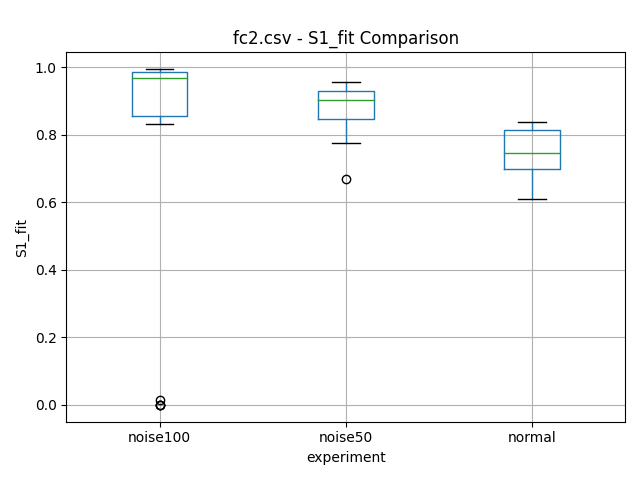 fc2.csv - S1_fit Comparison
1.0
0.8
0.6
0.4
0.2
0.0
S1_fit
noise100 noise50 normal
experiment